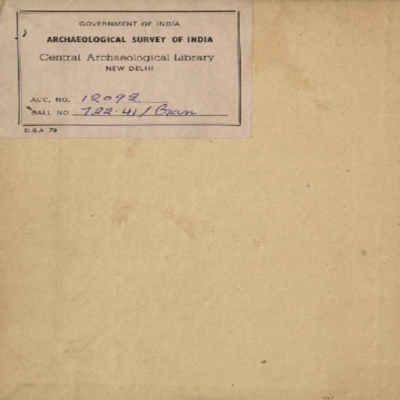 GOVERNMENT OF INDIA
ARCHAEOLOGICAL SURVEY OF INDIA
Central Archaeological Library
NEW DELHI
ACC. NO. 12092
CALL NO. 722.41/Bran
D.G.A. 79